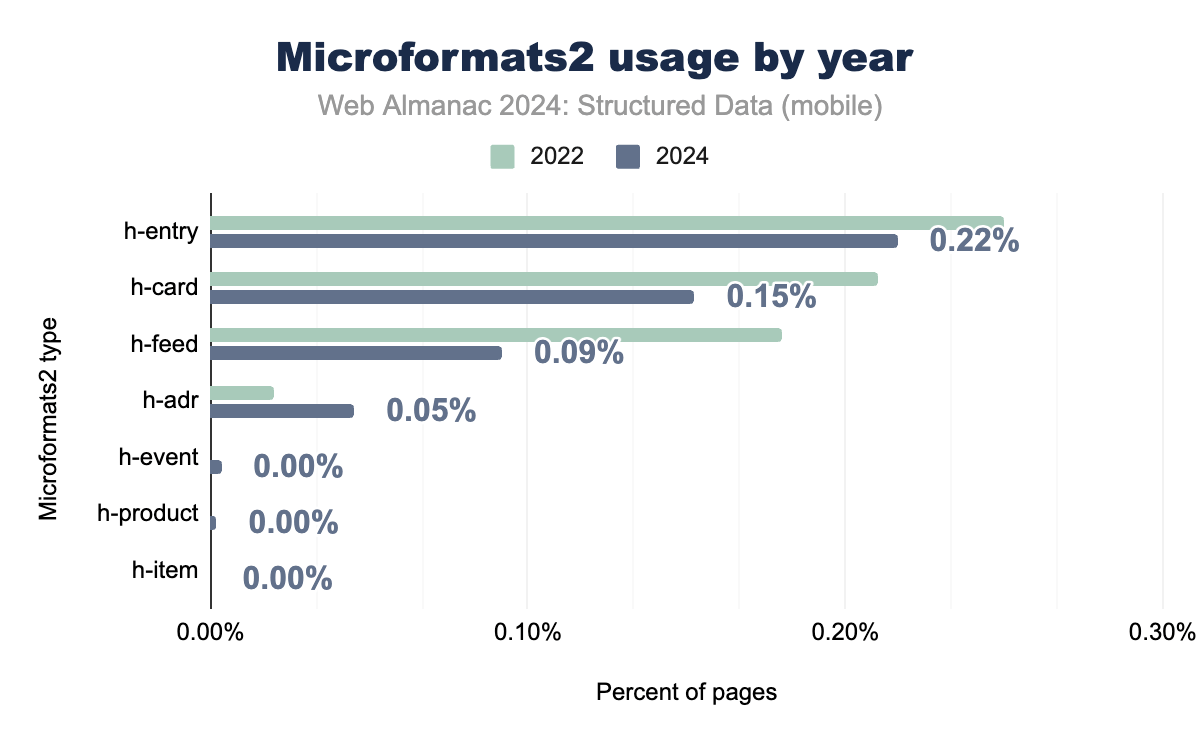 Microformats2 usage by year
Web Almanac 2024: Structured Data (mobile)
2022 2024
Microformats2 type
h-entry 0.22%
h-card 0.15%
h-feed 0.09%
h-adr 0.05%
h-event 0.00%
h-product 0.00%
h-item 0.00%
0.00% 0.10% 0.20% 0.30%
Percent of pages